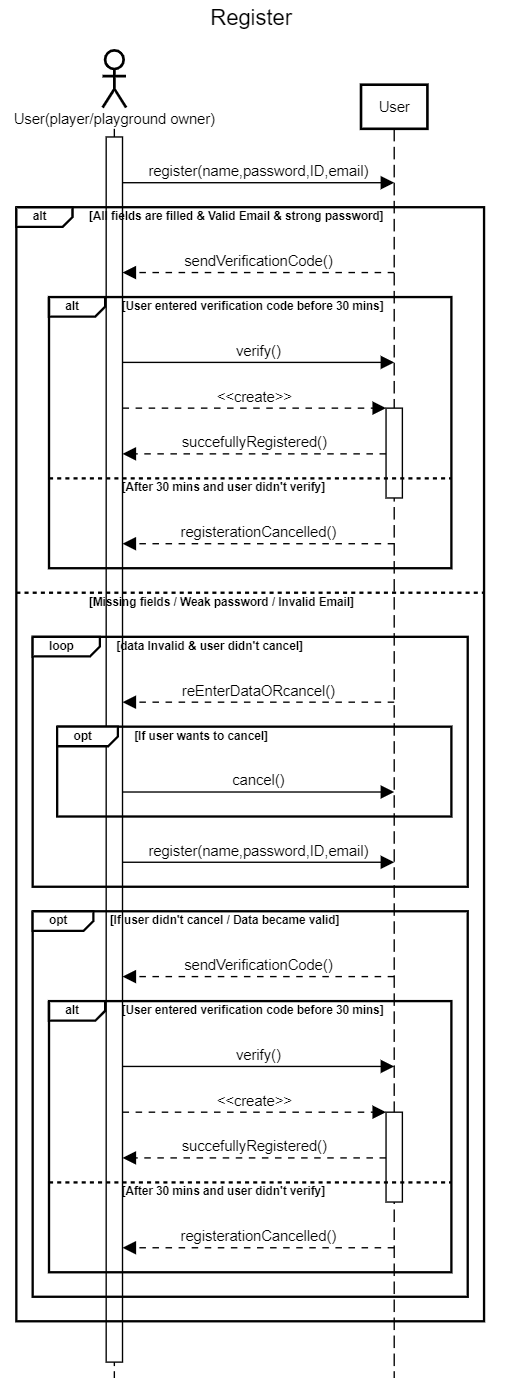 Register
User(player/playground owner)
User
register(name,password,ID,email)
alt
[All fields are filled & Valid Email & strong password]
sendVerificationCode()
alt
[User entered verification code before 30 mins]
verify()
<<create>>
succefullyRegistered()
[After 30 mins and user didn't verify]
registerationCancelled()
[Missing fields / Weak password / Invalid Email]
loop
[data Invalid & user didn't cancel]
reEnterDataORcancel()
opt
[If user wants to cancel]
cancel()
register(name,password,ID,email)
opt
[If user didn't cancel / Data became valid]
sendVerificationCode()
alt
[User entered verification code before 30 mins]
verify()
<<create>>
succefullyRegistered()
[After 30 mins and user didn't verify]
registerationCancelled()